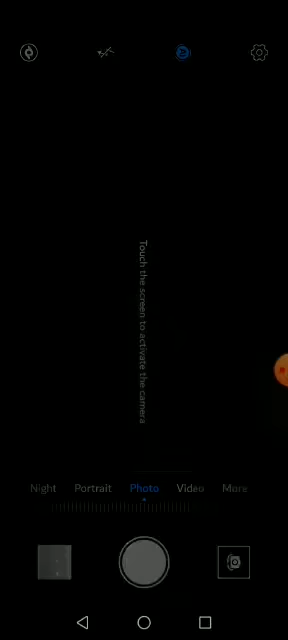 Touch the screen to activate the camera
Night
Portrait
Photo
Video
More